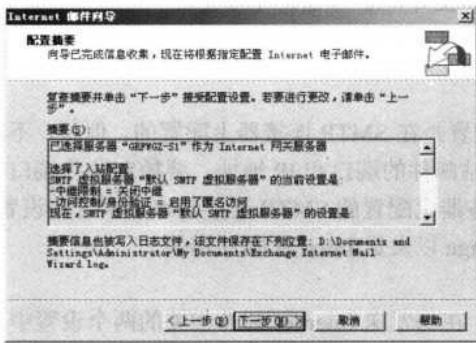 Internet 邮件向导
配置摘要
向导已完成信息收集，现在将根据指定配置 Internet 电子邮件。
复查摘要并单击“下一步”接受配置设置。若要进行更改，请单击“上一
步”。
摘要(S)
已选择服务器“GRFWGZ-S1”作为 Internet 网关服务器
选择了入站配置
SMTP 虚拟服务器“默认 SMTP 虚拟服务器”的当前设置是
-中继限制 = 关闭中继
-访问控制/身份验证 = 启用了匿名访问
现在，SMTP 虚拟服务器“默认 SMTP 虚拟服务器”的设置是
摘要信息也被写入日志文件，该文件保存在下列位置: D:\Documents and
Settings\Administrator\My Documents\Exchange Internet Mail
Wizard.log。
<上一步(B) 下一步(N)> 取消 帮助